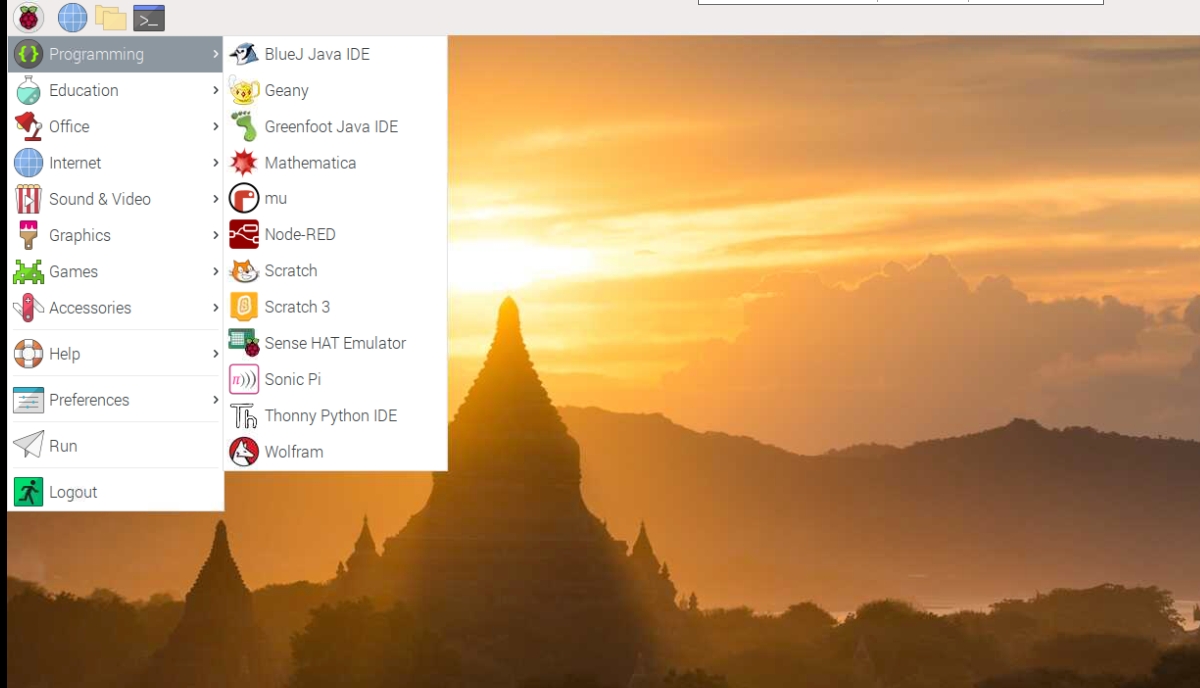 >_
Programming
Education
Office
Internet
Sound & Video
Graphics
Games
Accessories
Help
Preferences
Run
Logout
BlueJ Java IDE
Geany
Greenfoot Java IDE
Mathematica
mu
Node-RED
Scratch
Scratch 3
Sense HAT Emulator
π)))
Sonic Pi
Th
Thonny Python IDE
Wolfram